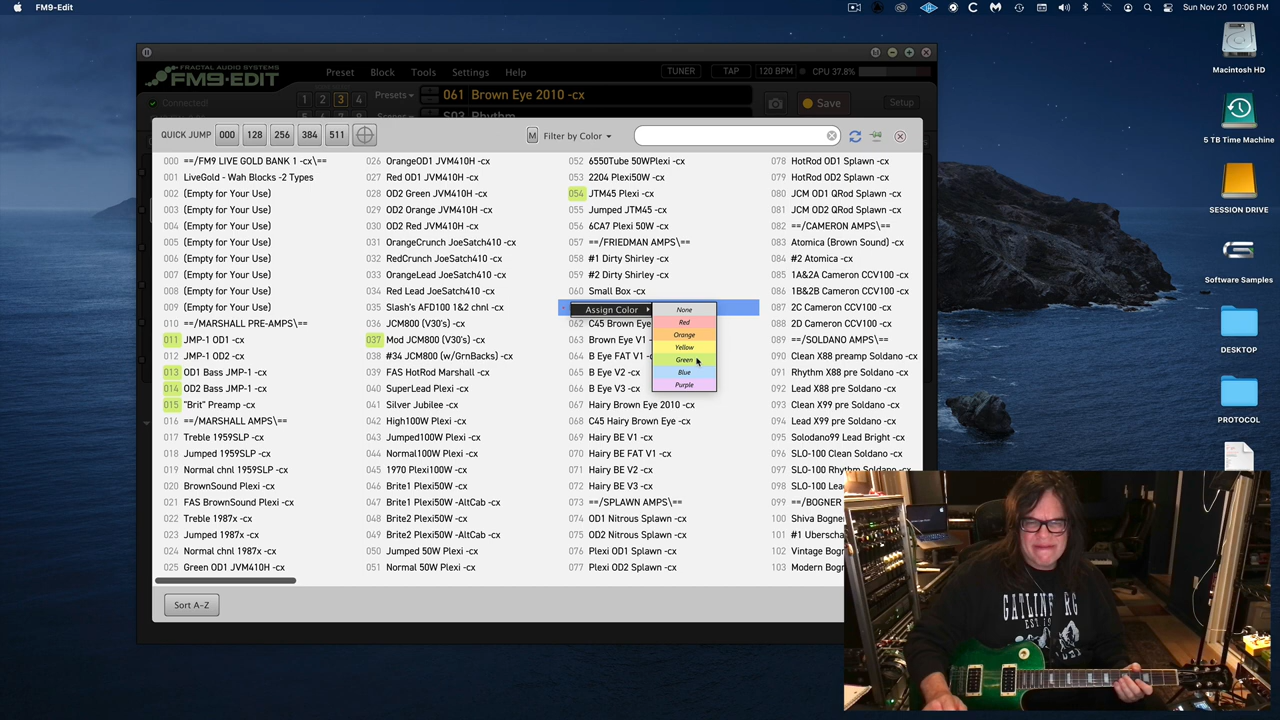 FM9-Edit
Sun Nov 20 10:06 PM
Macintosh HD
5 TB Time Machine
SESSION DRIVE
Software Samples
DESKTOP
PROTOCOL
FRACTAL AUDIO SYSTEMS
FM9-EDIT
Preset Block Tools Settings Help
TUNER TAP 120 BPM CPU 37.8%
Connected!
1 2 3 4
Presets
061 Brown Eye 2010 -cx
Save
Setup
S03 Rhythm
QUICK JUMP 000 128 256 384 511
M Filter by Color
000 ==/FM9 LIVE GOLD BANK 1 -cx\==
001 LiveGold - Wah Blocks -2 Types
002 (Empty for Your Use)
003 (Empty for Your Use)
004 (Empty for Your Use)
005 (Empty for Your Use)
006 (Empty for Your Use)
007 (Empty for Your Use)
008 (Empty for Your Use)
009 (Empty for Your Use)
010 ==/MARSHALL PRE-AMPS\==
011 JMP-1 OD1 -cx
012 JMP-1 OD2 -cx
013 OD1 Bass JMP-1 -cx
014 OD2 Bass JMP-1 -cx
015 "Brit" Preamp -cx
016 ==/MARSHALL AMPS\==
017 Treble 1959SLP -cx
018 Jumped 1959SLP -cx
019 Normal chnl 1959SLP -cx
020 BrownSound Plexi -cx
021 FAS BrownSound Plexi -cx
022 Treble 1987x -cx
023 Jumped 1987x -cx
024 Normal chnl 1987x -cx
025 Green OD1 JVM410H -cx
026 OrangeOD1 JVM410H -cx
027 Red OD1 JVM410H -cx
028 OD2 Green JVM410H -cx
029 OD2 Orange JVM410H -cx
030 OD2 Red JVM410H -cx
031 OrangeCrunch JoeSatch410 -cx
032 RedCrunch JoeSatch410 -cx
033 OrangeLead JoeSatch410 -cx
034 Red Lead JoeSatch410 -cx
035 Slash's AFD100 1&2 chnl -cx
036 JCM800 (V30's) -cx
037 Mod JCM800 (V30's) -cx
038 #34 JCM800 (w/GrnBacks) -cx
039 FAS HotRod Marshall -cx
040 SuperLead Plexi -cx
041 Silver Jubilee -cx
042 High100W Plexi -cx
043 Jumped100W Plexi -cx
044 Normal100W Plexi -cx
045 1970 Plexi100W -cx
046 Brite1 Plexi50W -cx
047 Brite1 Plexi50W -AltCab -cx
048 Brite2 Plexi50W -cx
049 Brite2 Plexi50W -AltCab -cx
050 Jumped 50W Plexi -cx
051 Normal 50W Plexi -cx
052 6550Tube 50WPlexi -cx
053 2204 Plexi50W -cx
054 JTM45 Plexi -cx
055 Jumped JTM45 -cx
056 6CA7 Plexi 50W -cx
057 ==/FRIEDMAN AMPS\==
058 #1 Dirty Shirley -cx
059 #2 Dirty Shirley -cx
060 Small Box -cx
Assign Color
None
Red
Orange
Yellow
Green
Blue
Purple
062 C45 Brown Eye
063 Brown Eye V1
064 B Eye FAT V1
065 B Eye V2 -cx
066 B Eye V3 -cx
067 Hairy Brown Eye 2010 -cx
068 C45 Hairy Brown Eye -cx
069 Hairy BE V1 -cx
070 Hairy BE FAT V1 -cx
071 Hairy BE V2 -cx
072 Hairy BE V3 -cx
073 ==/SPLAWN AMPS\==
074 OD1 Nitrous Splawn -cx
075 OD2 Nitrous Splawn -cx
076 Plexi OD1 Splawn -cx
077 Plexi OD2 Splawn -cx
078 HotRod OD1 Splawn -cx
079 HotRod OD2 Splawn -cx
080 JCM OD1 QRod Splawn -cx
081 JCM OD2 QRod Splawn -cx
082 ==/CAMERON AMPS\==
083 Atomica (Brown Sound) -cx
084 #2 Atomica -cx
085 1A&2A Cameron CCV100 -cx
086 1B&2B Cameron CCV100 -cx
087 2C Cameron CCV100 -cx
088 2D Cameron CCV100 -cx
089 ==/SOLDANO AMPS\==
090 Clean X88 preamp Soldano -cx
091 Rhythm X88 pre Soldano -cx
092 Lead X88 pre Soldano -cx
093 Clean X99 pre Soldano -cx
094 Lead X99 pre Soldano -cx
095 Solodano99 Lead Bright -cx
096 SLO-100 Clean Soldano -cx
097 SLO-100 Rhythm Soldano
098 SLO-100 Lead
099 ==/BOGNER
100 Shiva Bogne
101 #1 Ubersch
102 Vintage Bog
103 Modern Bog
Sort A-Z
GATLINB RG